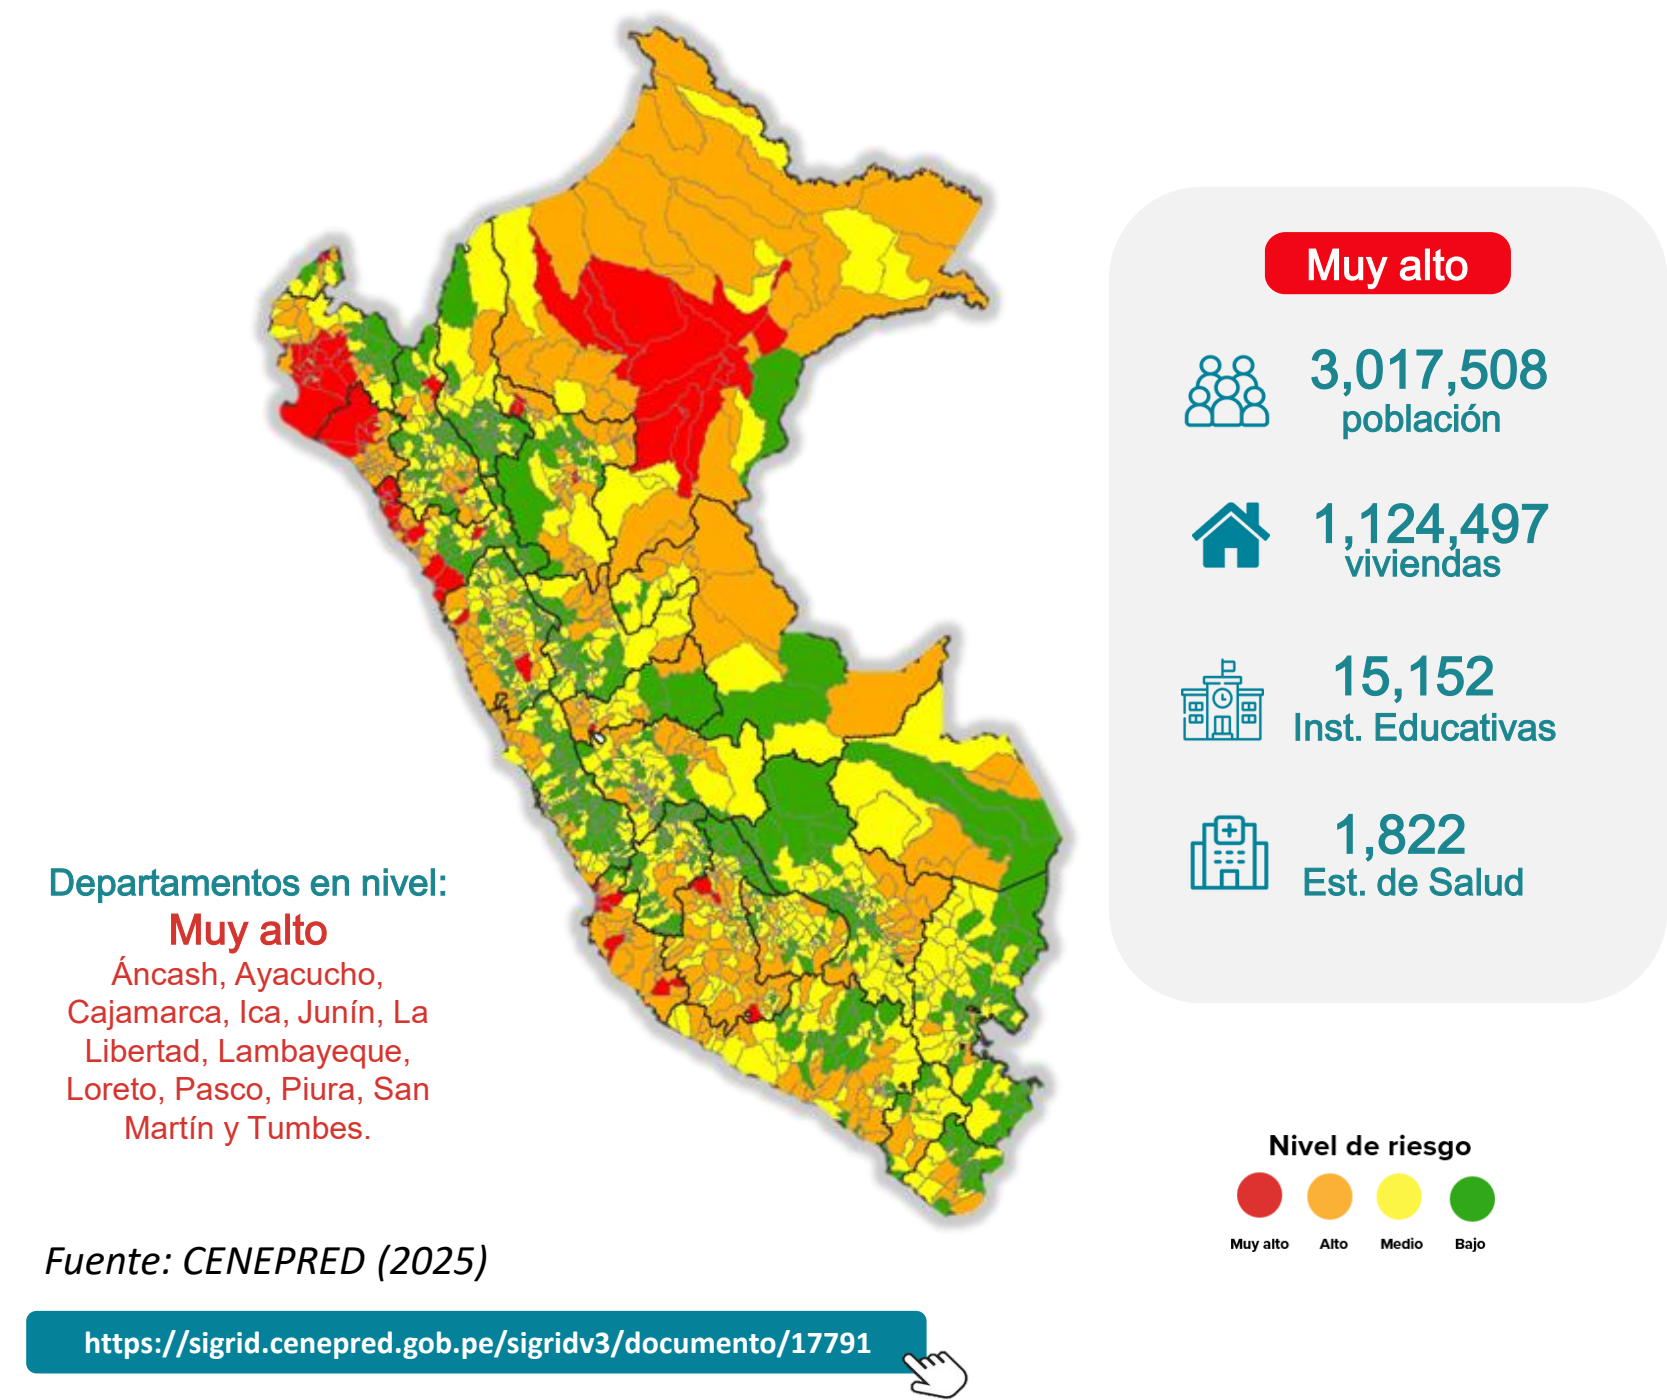 Muy alto
3,017,508
población
1,124,497
viviendas
15,152
Inst. Educativas
1,822
Est. de Salud
Departamentos en nivel:
Muy alto
Áncash, Ayacucho,
Cajamarca, Ica, Junín, La
Libertad, Lambayeque,
Loreto, Pasco, Piura, San
Martín y Tumbes.
Nivel de riesgo
Muy alto Alto Medio Bajo
Fuente: CENEPRED (2025)
https://sigrid.cenepred.gob.pe/sigridv3/documento/17791